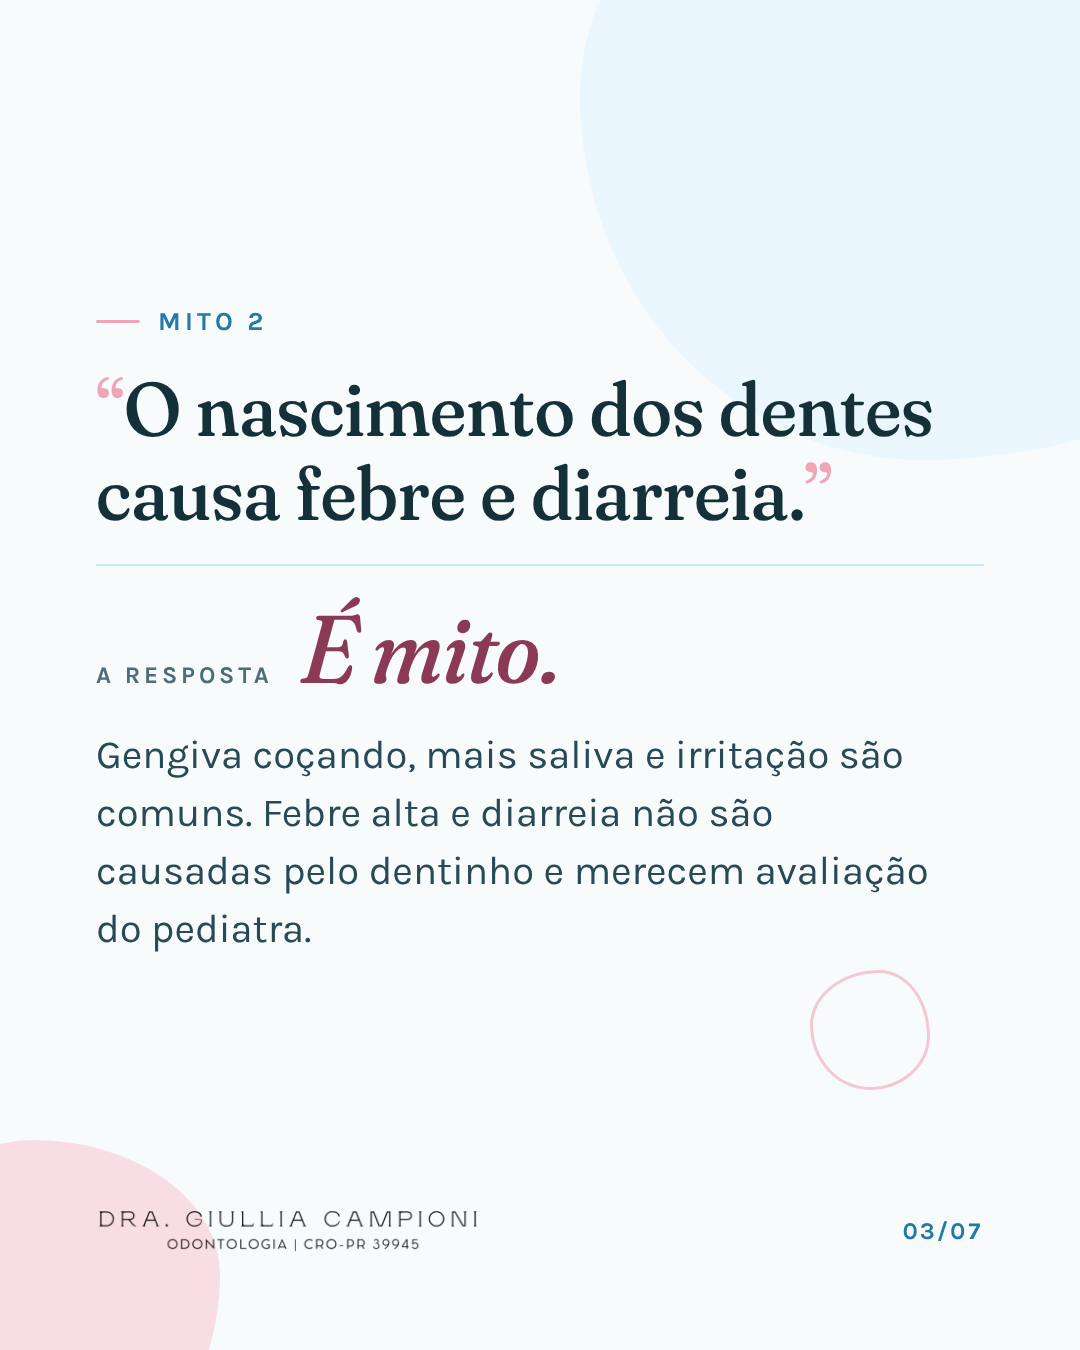 MITO 2
“O nascimento dos dentes
causa febre e diarreia.”
A RESPOSTA É mito.
Gengiva coçando, mais saliva e irritação são
comuns. Febre alta e diarreia não são
causadas pelo dentinho e merecem avaliação
do pediatra.
DRA. GIULLIA CAMPIONI
ODONTOLOGIA | CRO-PR 39945
03/07